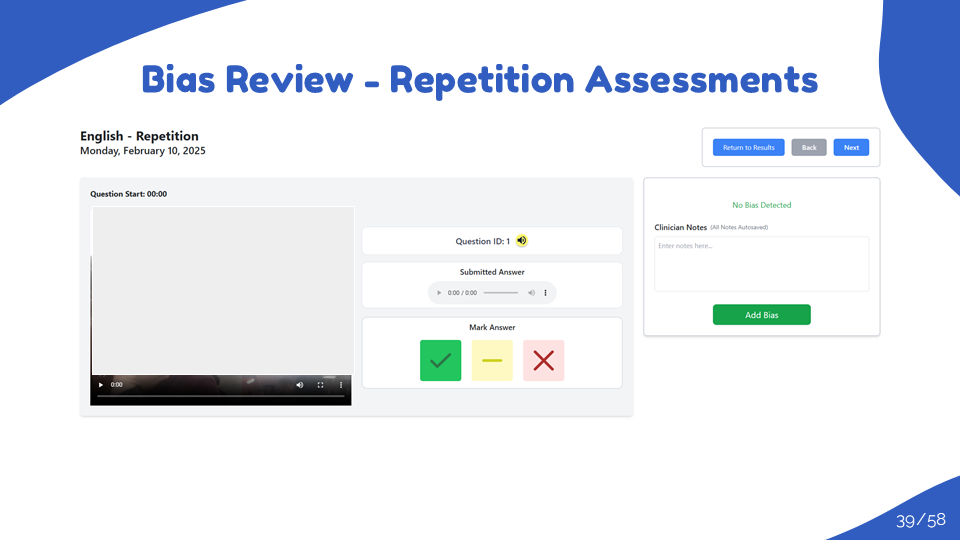 Bias Review - Repetition Assessments
English - Repetition
Monday, February 10, 2025
Return to Results
Back
Next
Question Start: 00:00
Question ID: 1
Submitted Answer
0:00 / 0:00
Mark Answer
0:00
No Bias Detected
Clinician Notes (All Notes Autosaved)
Enter notes here...
Add Bias
39/58